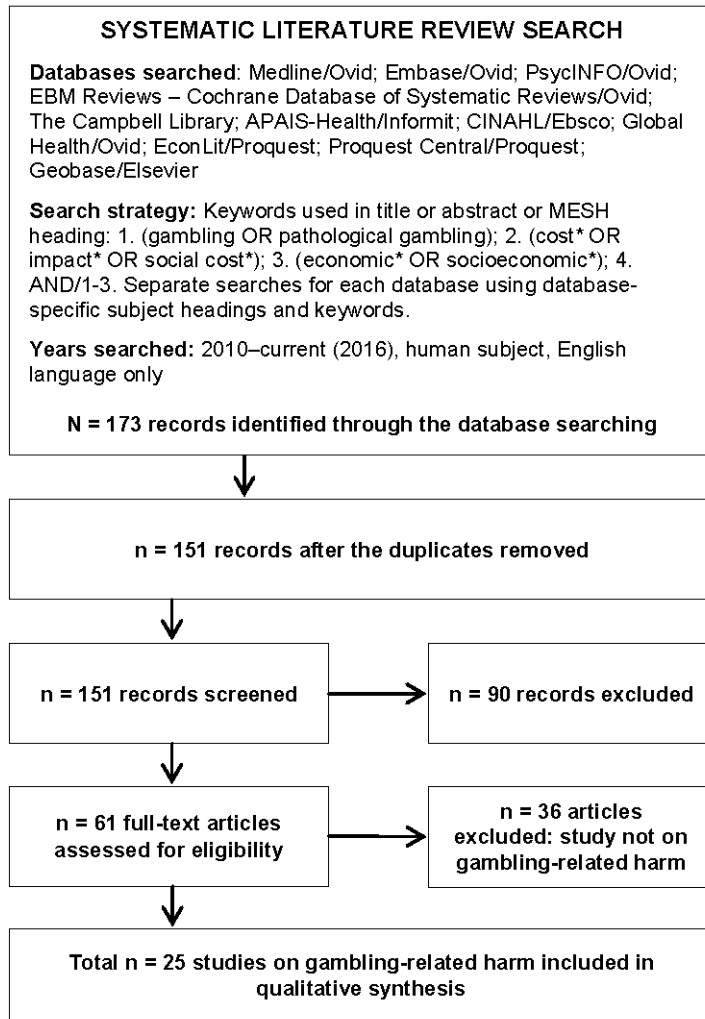 SYSTEMATIC LITERATURE REVIEW SEARCH
Databases searched: Medline/Ovid; Embase/Ovid; PsycINFO/Ovid;
EBM Reviews – Cochrane Database of Systematic Reviews/Ovid;
The Campbell Library; APAIS-Health/Informit; CINAHL/Ebsco; Global
Health/Ovid; EconLit/Proquest; Proquest Central/Proquest;
Geobase/Elsevier
Search strategy: Keywords used in title or abstract or MESH
heading: 1. (gambling OR pathological gambling); 2. (cost* OR
impact* OR social cost*); 3. (economic* OR socioeconomic*); 4.
AND/1-3. Separate searches for each database using database-
specific subject headings and keywords.
Years searched: 2010–current (2016), human subject, English
language only
N = 173 records identified through the database searching
n = 151 records after the duplicates removed
n = 151 records screened
n = 90 records excluded
n = 61 full-text articles
assessed for eligibility
n = 36 articles
excluded: study not on
gambling-related harm
Total n = 25 studies on gambling-related harm included in
qualitative synthesis